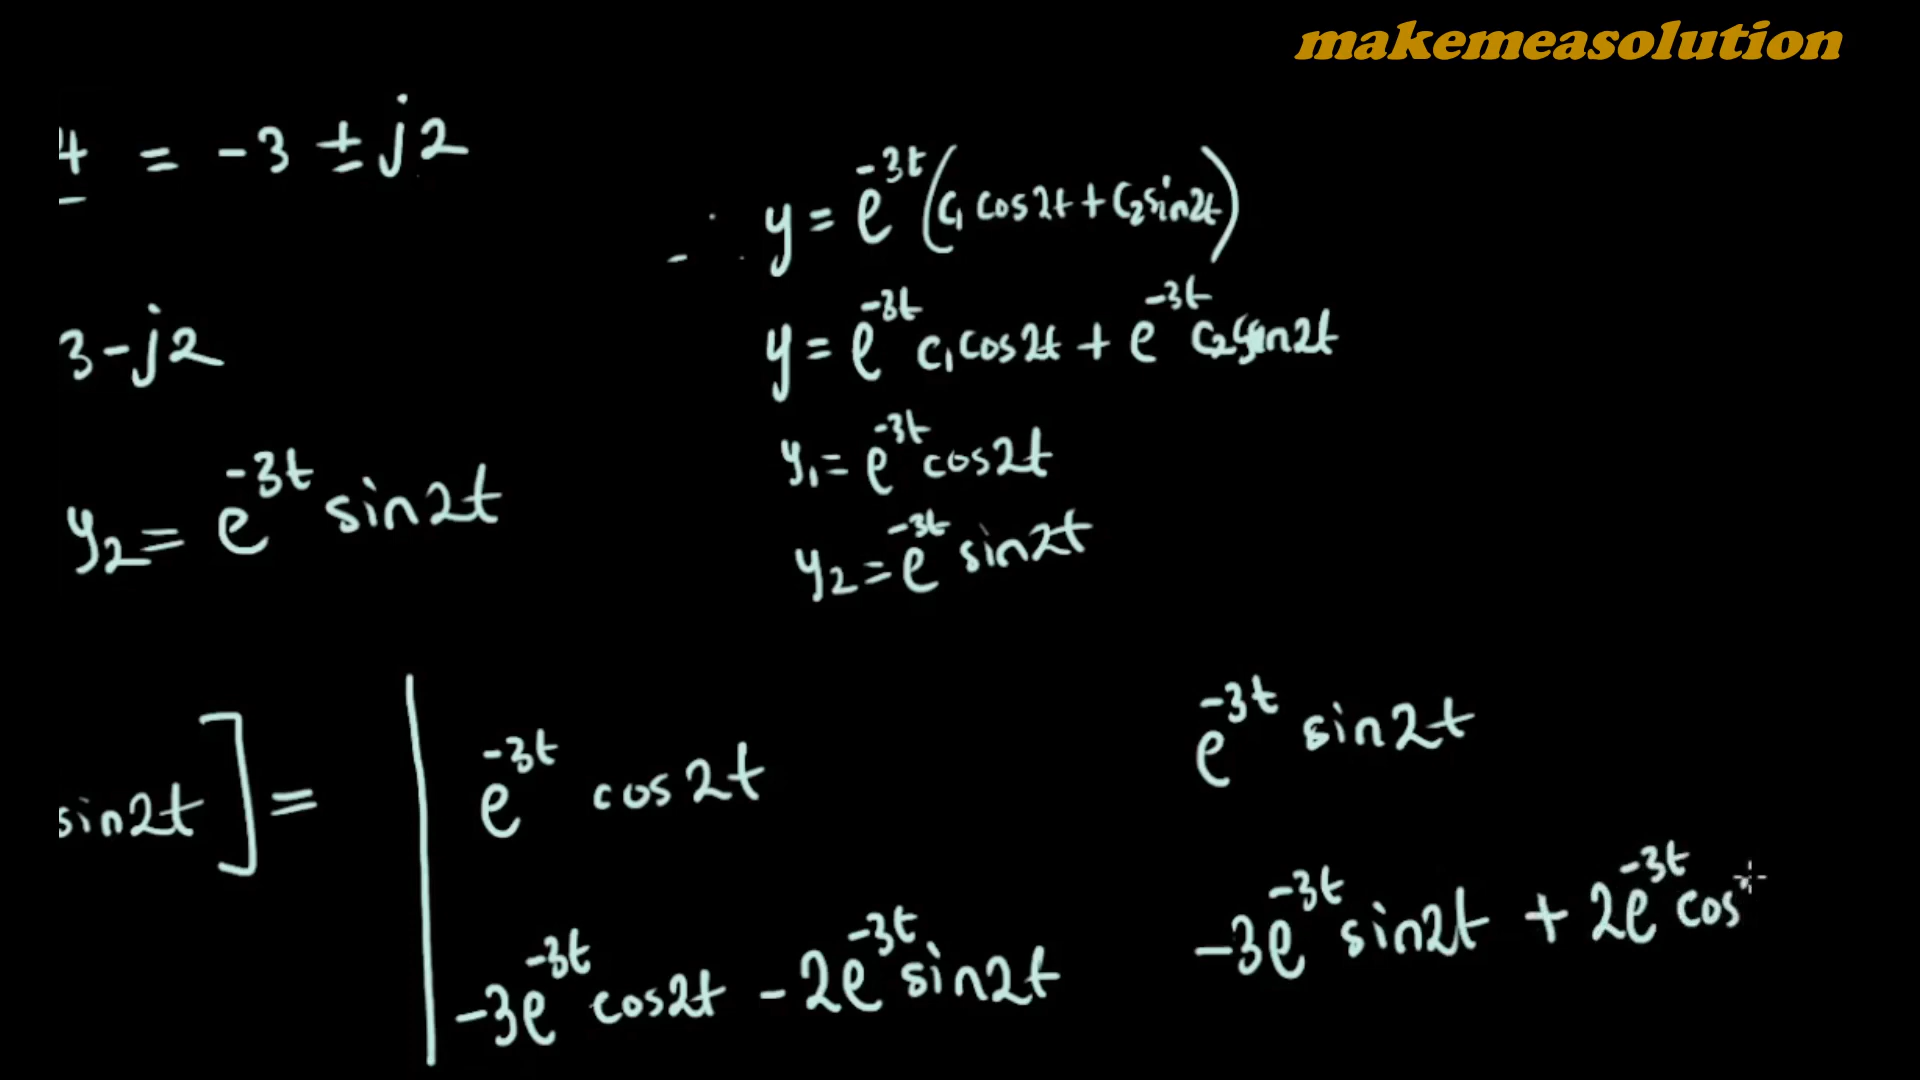 makemeasolution
4 = -3 ± j2
y = e^-3t (c₁ cos2t + c₂ sin2t)
3 - j2
y = e^-3t c₁ cos2t + e^-3t c₂ sin2t
y₁ = e^-3t cos2t
y₂ = e^-3t sin2t
y₂ = e^-3t sin2t
sin2t ] =
e^-3t cos2t e^-3t sin2t
-3e^-3t cos2t - 2e^-3t sin2t -3e^-3t sin2t + 2e^-3t cos